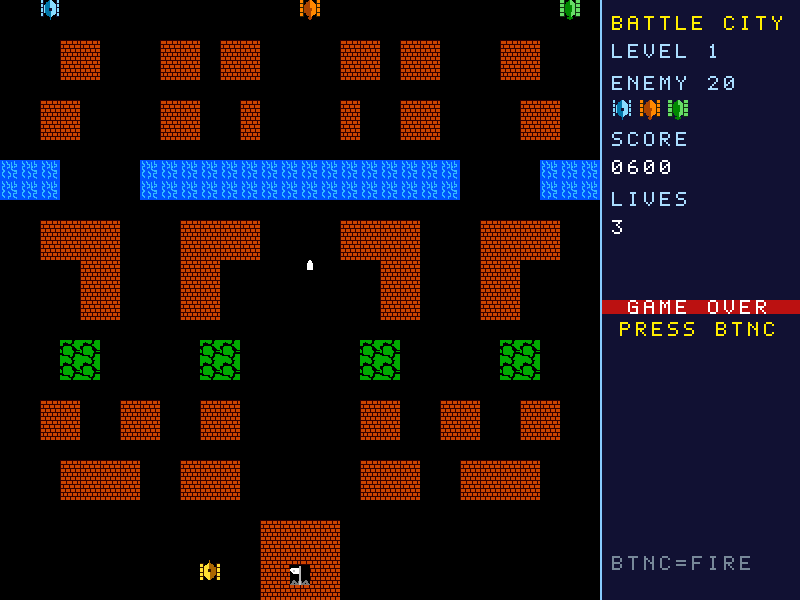 BATTLE CITY
LEVEL 1
ENEMY 20
SCORE
0600
LIVES
3
GAME OVER
PRESS BTNC
BTNC=FIRE